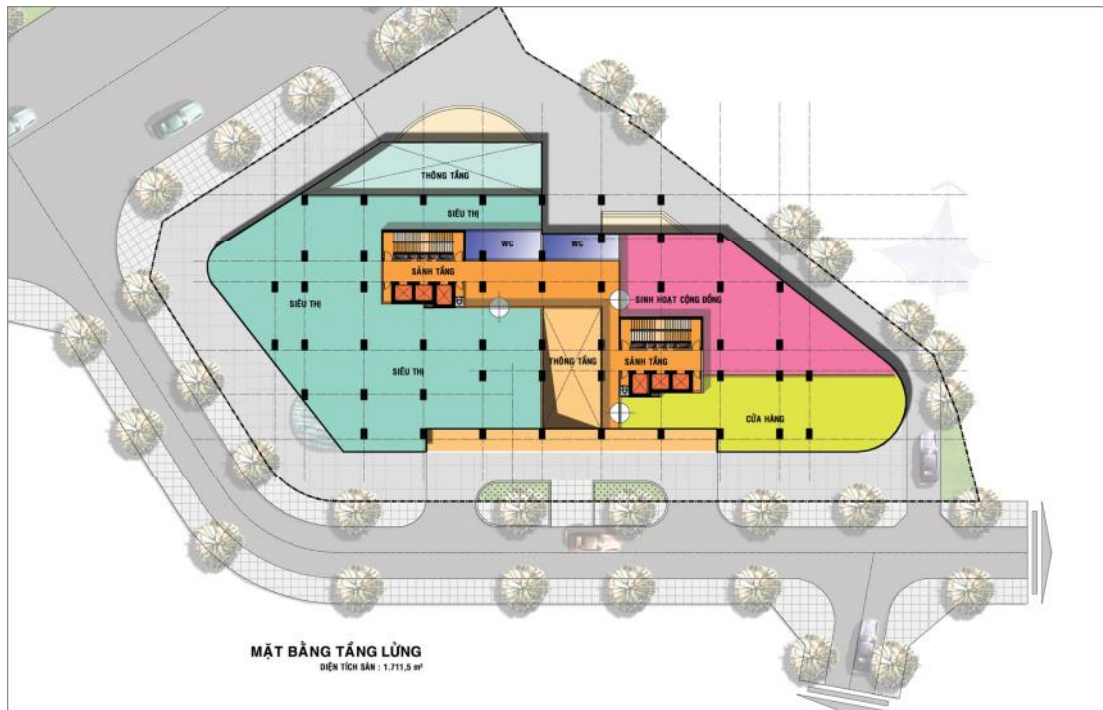 THÔNG TẦNG
SIÊU THỊ
WC
WC
SẢNH TẦNG
SIÊU THỊ
SINH HOẠT CỘNG ĐỒNG
SIÊU THỊ
THÔNG TẦNG
SẢNH TẦNG
CỬA HÀNG
MẶT BẰNG TẦNG LỬNG
DIỆN TÍCH SÀN : 1.711,5 m²